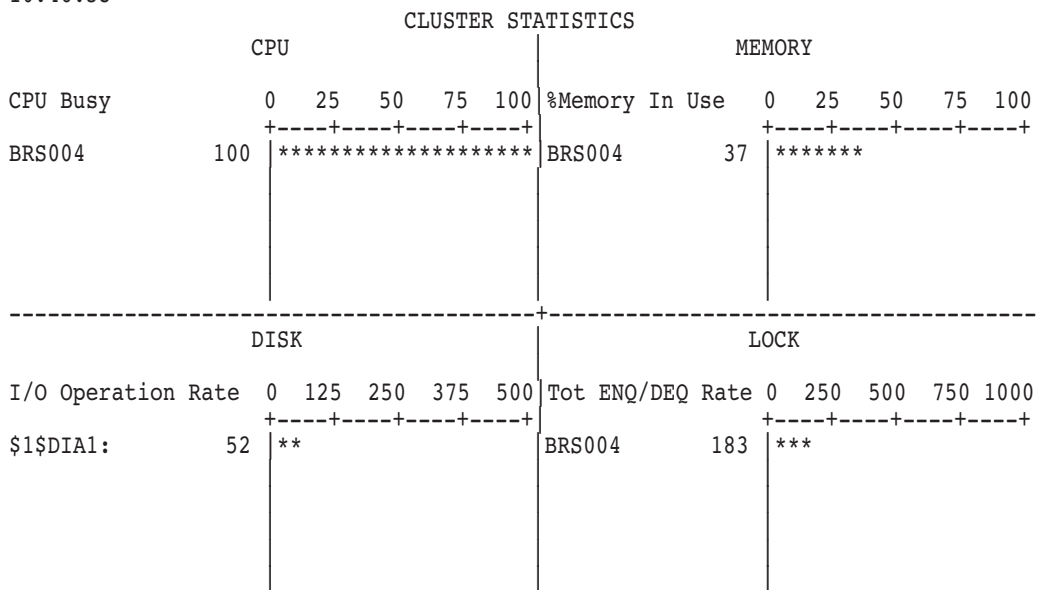 CLUSTER STATISTICS
CPU | MEMORY
CPU Busy 0 25 50 75 100|%Memory In Use 0 25 50 75 100
+----+----+----+----+ +----+----+----+----+
BRS004 100 |********************|BRS004 37 |*******
-----------------------------------------+--------------------------------------
DISK | LOCK
I/O Operation Rate 0 125 250 375 500|Tot ENQ/DEQ Rate 0 250 500 750 1000
+----+----+----+----+ +----+----+----+----+
$1$DIA1: 52 |** |BRS004 183 |***